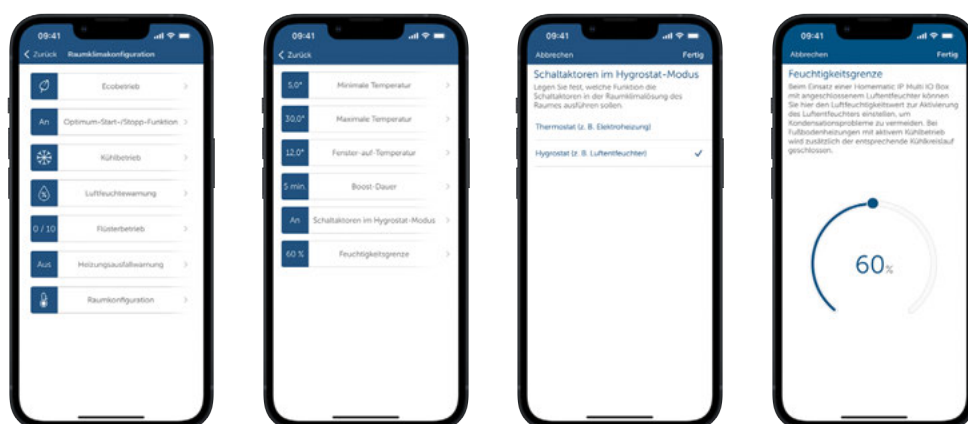 09:41
Zurück Raumklimakonfiguration
Ecobetrieb
An Optimum-Start-/Stopp-Funktion
Kühlbetrieb
Luftfeuchtewarnung
0 / 10 Flüsterbetrieb
Aus Heizungsausfallwarnung
Raumkonfiguration
09:41
Zurück
5,0° Minimale Temperatur
30,0° Maximale Temperatur
12,0° Fenster-auf-Temperatur
5 min. Boost-Dauer
An Schaltaktoren im Hygrostat-Modus
60 % Feuchtigkeitsgrenze
09:41
Abbrechen Fertig
Schaltaktoren im Hygrostat-Modus
Legen Sie fest, welche Funktion die
Schaltaktoren in der Raumklimalösung des
Raumes ausführen sollen.
Thermostat (z. B. Elektroheizung)
Hygrostat (z. B. Luftentfeuchter)
09:41
Abbrechen Fertig
Feuchtigkeitsgrenze
Beim Einsatz einer Homematic IP Multi IO Box
mit angeschlossenem Luftentfeuchter können
Sie hier den Luftfeuchtigkeitswert zur Aktivierung
des Luftentfeuchters einstellen, um
Kondensationsprobleme zu vermeiden. Bei
Fußbodenheizungen mit aktivem Kühlbetrieb
wird zusätzlich der entsprechende Kühlkreislauf
geschlossen.
60%